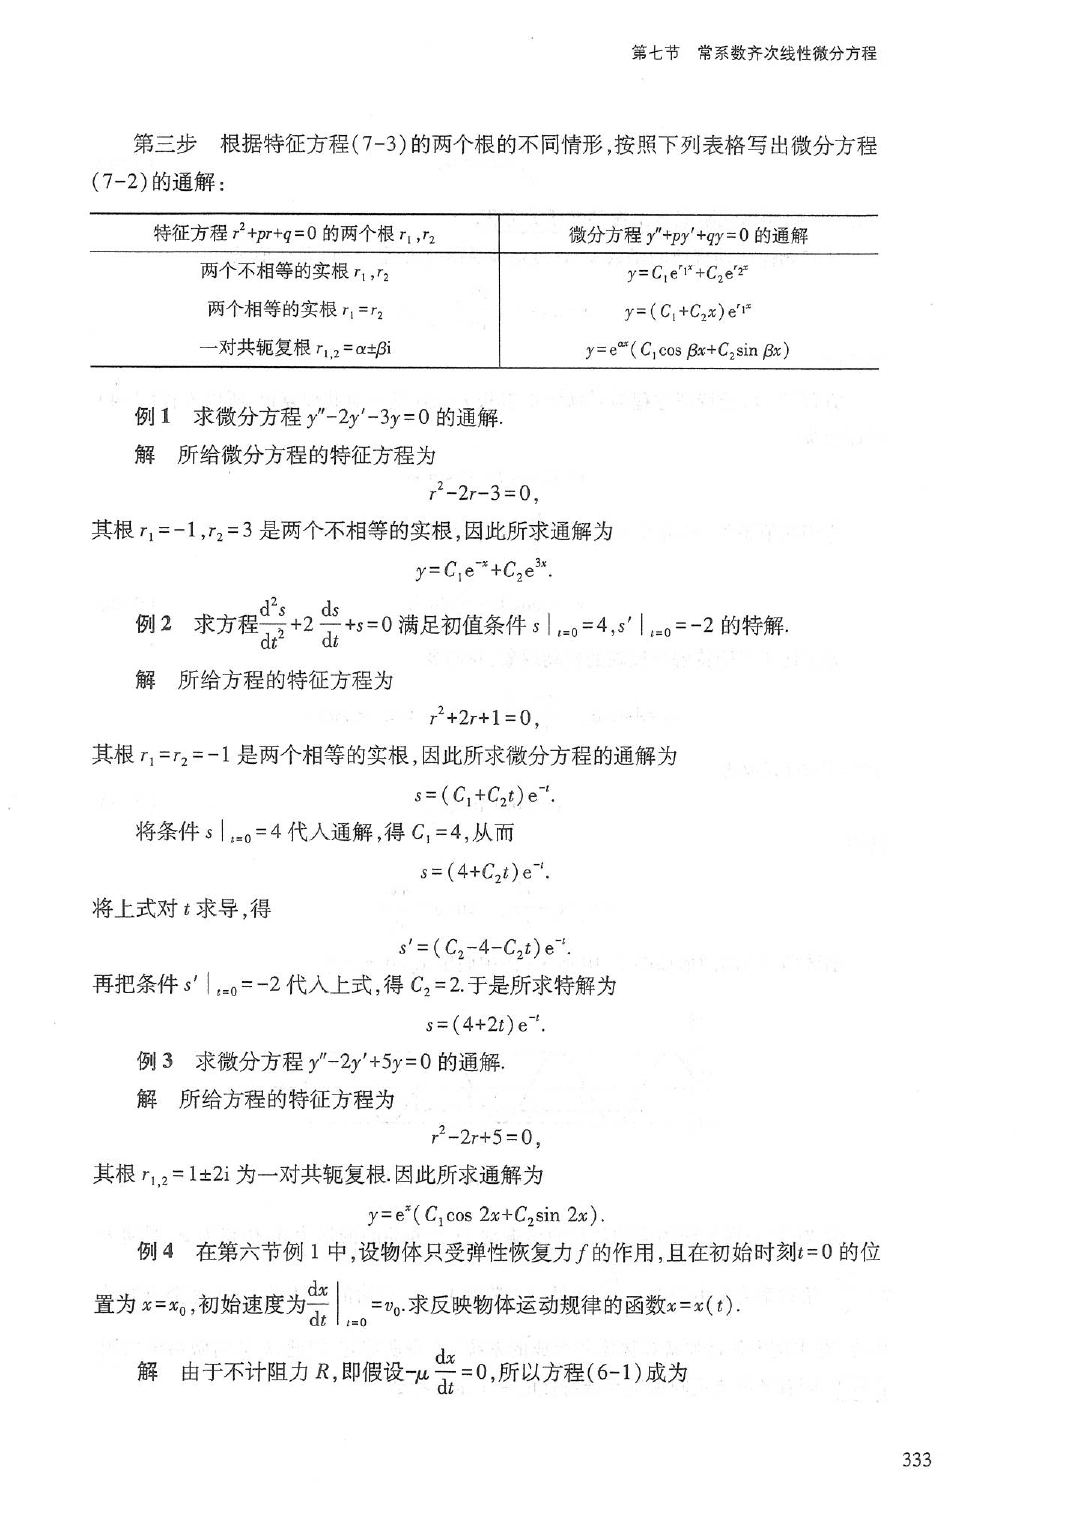 第七节 常系数齐次线性微分方程
第三步 根据特征方程(7-3)的两个根的不同情形,按照下列表格写出微分方程
(7-2)的通解:
特征方程 r²+pr+q=0 的两个根 r₁,r₂ 微分方程 y″+py′+qy=0 的通解
两个不相等的实根 r₁,r₂ y=C₁e^{r₁x}+C₂e^{r₂x}
两个相等的实根 r₁=r₂ y=(C₁+C₂x)e^{r₁x}
一对共轭复根 r₁,₂=α±βi y=e^{αx}(C₁cos βx+C₂sin βx)
例 1 求微分方程 y″-2y′-3y=0 的通解.
解 所给微分方程的特征方程为
r²-2r-3=0,
其根 r₁=-1,r₂=3 是两个不相等的实根,因此所求通解为
y=C₁e^{-x}+C₂e^{3x}.
例 2 求方程 d²s/dt²+2 ds/dt+s=0 满足初值条件 s|_{t=0}=4,s′|_{t=0}=-2 的特解.
解 所给方程的特征方程为
r²+2r+1=0,
其根 r₁=r₂=-1 是两个相等的实根,因此所求微分方程的通解为
s=(C₁+C₂t)e^{-t}.
将条件 s|_{t=0}=4 代入通解,得 C₁=4,从而
s=(4+C₂t)e^{-t}.
将上式对 t 求导,得
s′=(C₂-4-C₂t)e^{-t}.
再把条件 s′|_{t=0}=-2 代入上式,得 C₂=2.于是所求特解为
s=(4+2t)e^{-t}.
例 3 求微分方程 y″-2y′+5y=0 的通解.
解 所给方程的特征方程为
r²-2r+5=0,
其根 r₁,₂=1±2i 为一对共轭复根.因此所求通解为
y=e^{x}(C₁cos 2x+C₂sin 2x).
例 4 在第六节例 1 中,设物体只受弹性恢复力 f 的作用,且在初始时刻t=0 的位
置为 x=x₀,初始速度为 dx/dt|_{t=0}=v₀.求反映物体运动规律的函数x=x(t).
解 由于不计阻力 R,即假设-μ dx/dt=0,所以方程(6-1)成为
333